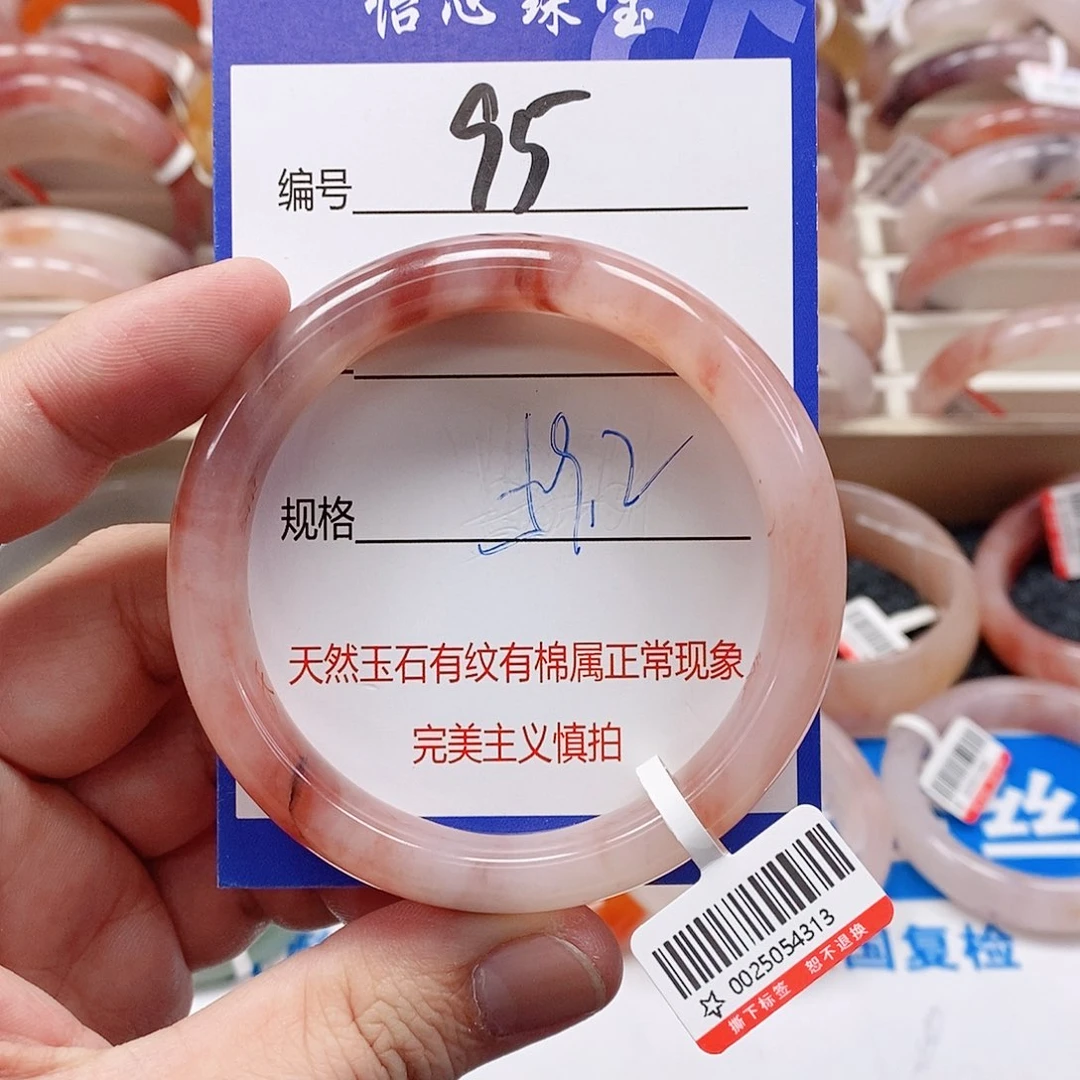 编号 95
规格
天然玉石有纹有棉属正常现象
完美主义慎拍
0025054313
撕下标签 恕不退换
丝
国复检